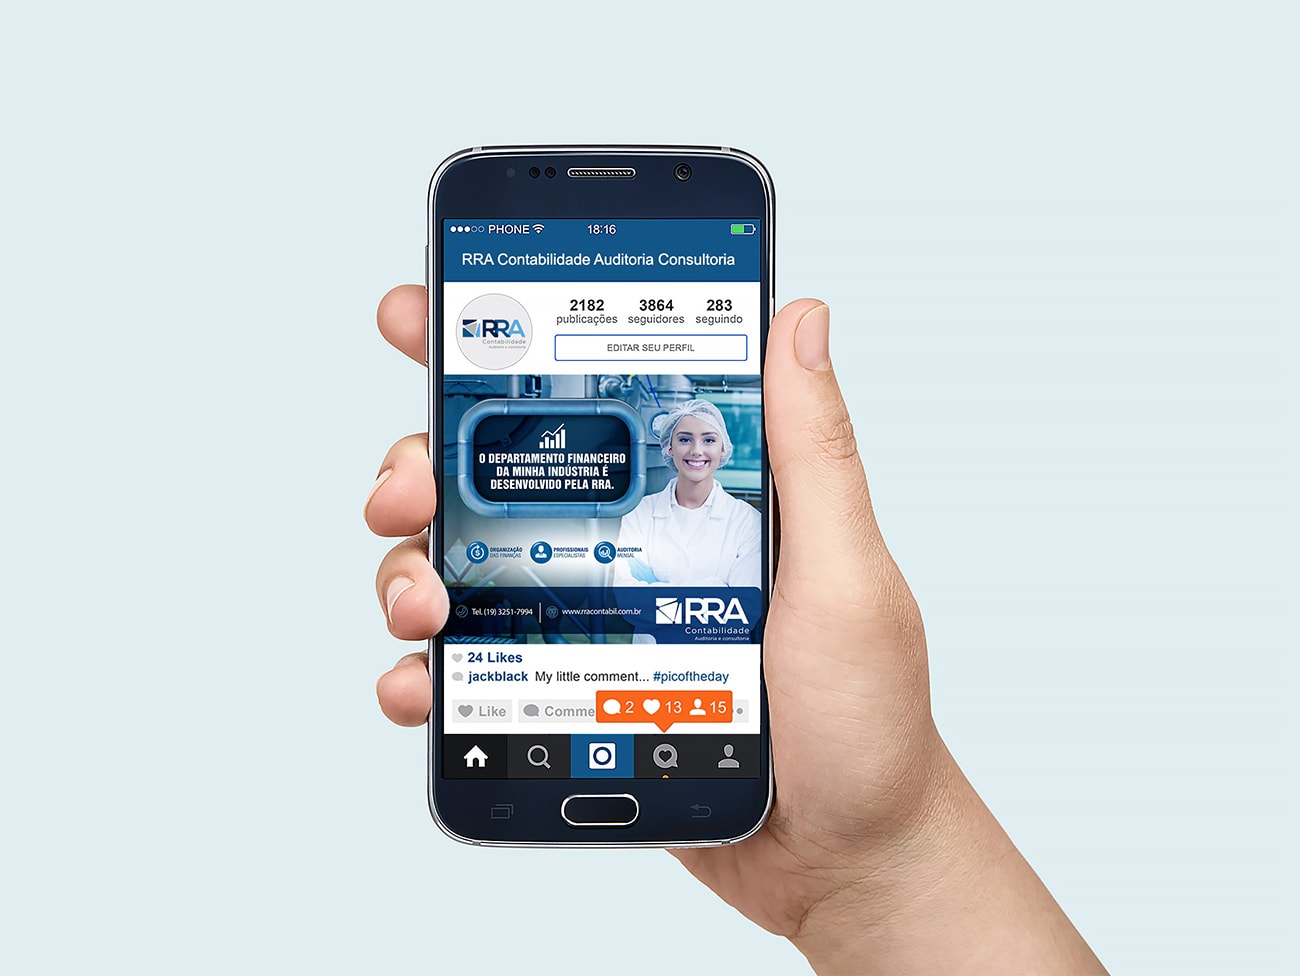 PHONE 18:16
RRA Contabilidade Auditoria Consultoria
2182 3864 283
publicações seguidores seguindo
EDITAR SEU PERFIL
RRA
Contabilidade
Auditoria e consultoria
O DEPARTAMENTO FINANCEIRO
DA MINHA INDÚSTRIA É
DESENVOLVIDO PELA RRA.
ORGANIZAÇÃO
DAS FINANÇAS
PROFISSIONAIS
ESPECIALISTAS
AUDITORIA
MENSAL
Tel. (19) 3251-7994 www.rracontabil.com.br
RRA
Contabilidade
Auditoria e consultoria
24 Likes
jackblack My little comment... #picoftheday
Like Comme
2 13 15